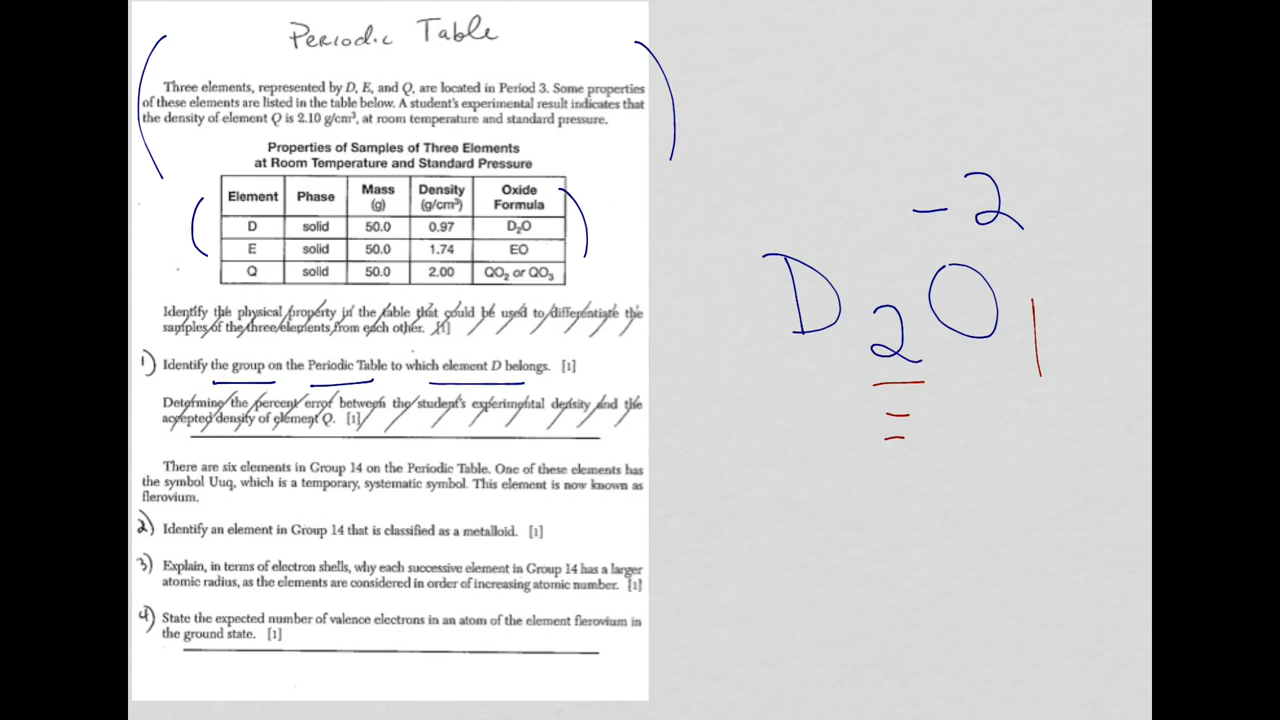 Periodic Table
Three elements, represented by D, E, and Q, are located in Period 3. Some properties
of these elements are listed in the table below. A student's experimental result indicates that
the density of element Q is 2.10 g/cm³, at room temperature and standard pressure.
Properties of Samples of Three Elements
at Room Temperature and Standard Pressure
Element Phase Mass (g) Density (g/cm³) Oxide Formula
D solid 50.0 0.97 D₂O
E solid 50.0 1.74 EO
Q solid 50.0 2.00 QO₂ or QO₃
Identify the physical property in the table that could be used to differentiate the
samples of the three elements from each other. [1]
1) Identify the group on the Periodic Table to which element D belongs. [1]
Determine the percent error between the student's experimental density and the
accepted density of element Q. [1]
There are six elements in Group 14 on the Periodic Table. One of these elements has
the symbol Uuq, which is a temporary, systematic symbol. This element is now known as
flerovium.
2) Identify an element in Group 14 that is classified as a metalloid. [1]
3) Explain, in terms of electron shells, why each successive element in Group 14 has a larger
atomic radius, as the elements are considered in order of increasing atomic number. [1]
4) State the expected number of valence electrons in an atom of the element flerovium in
the ground state. [1]
-2
D₂O₁